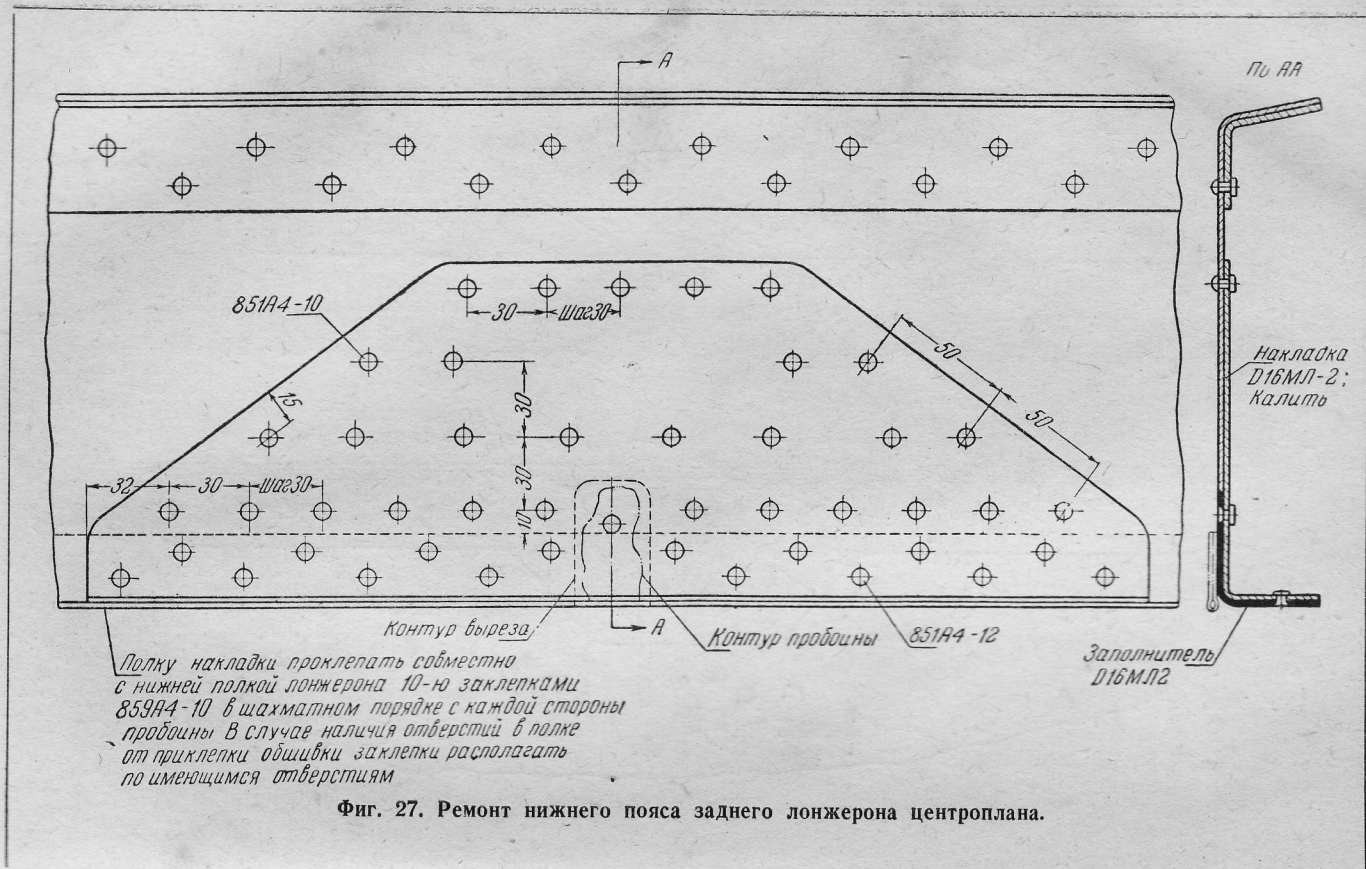 А
По АА
851А4-10
30
Шаг30
50
50
Накладка
D16МЛ-2;
Калить
15
30
30
10
32
30
Шаг30
Контур выреза
А
Контур пробоины
851А4-12
Заполнитель
D16МЛ2
Полку накладки проклепать совместно
с нижней полкой лонжерона 10-ю заклепками
859А4-10 в шахматном порядке с каждой стороны
пробоины В случае наличия отверстий в полке
от приклепки обшивки заклепки располагать
по имеющимся отверстиям
Фиг. 27. Ремонт нижнего пояса заднего лонжерона центроплана.